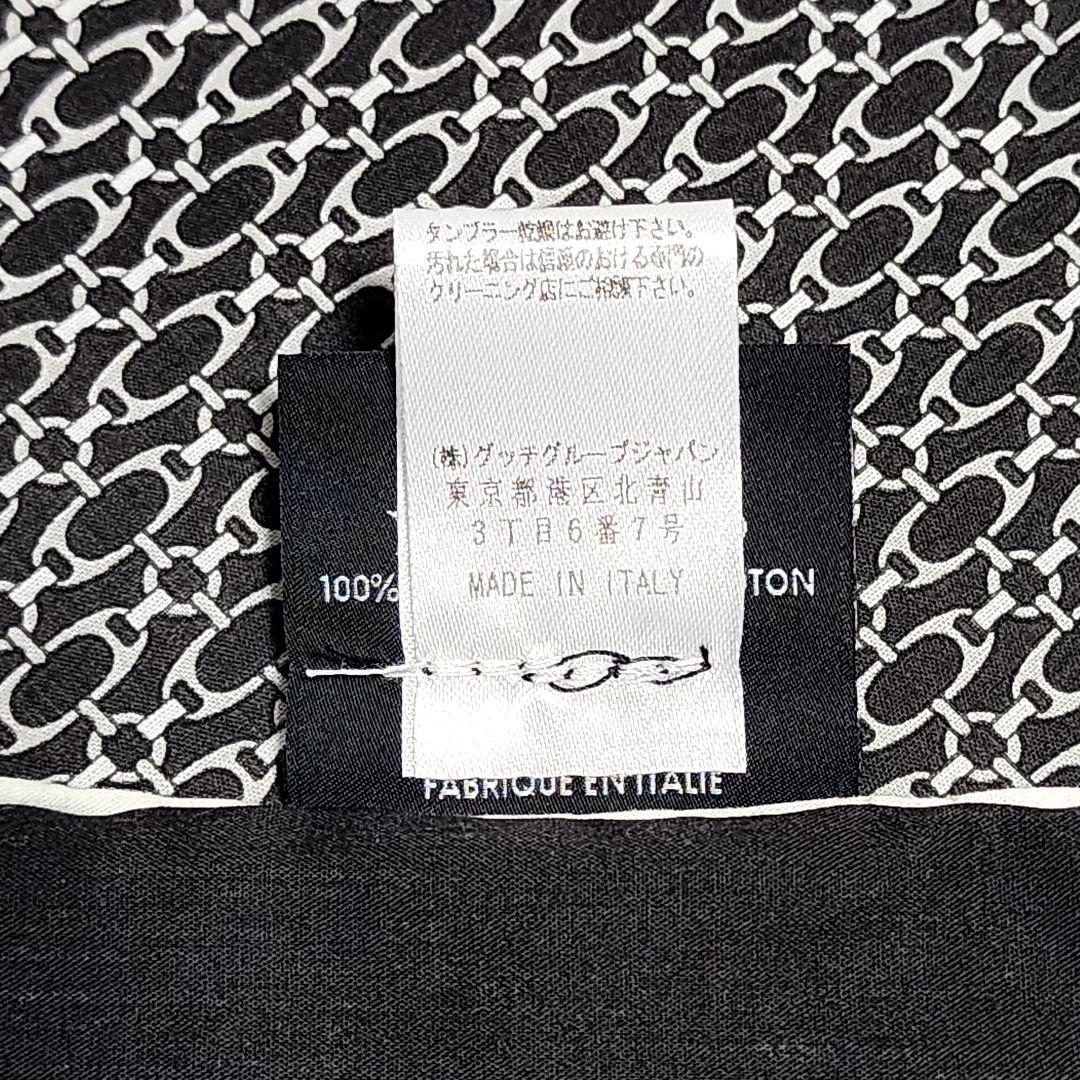 タンブラー乾燥はお避け下さい。
汚れた場合は信頼のおける専門の
クリーニング店にご相談下さい。
(株)グッチグループジャパン
東京都港区北青山
3丁目6番7号
MADE IN ITALY
100% TON
FABRIQUE EN ITALIE